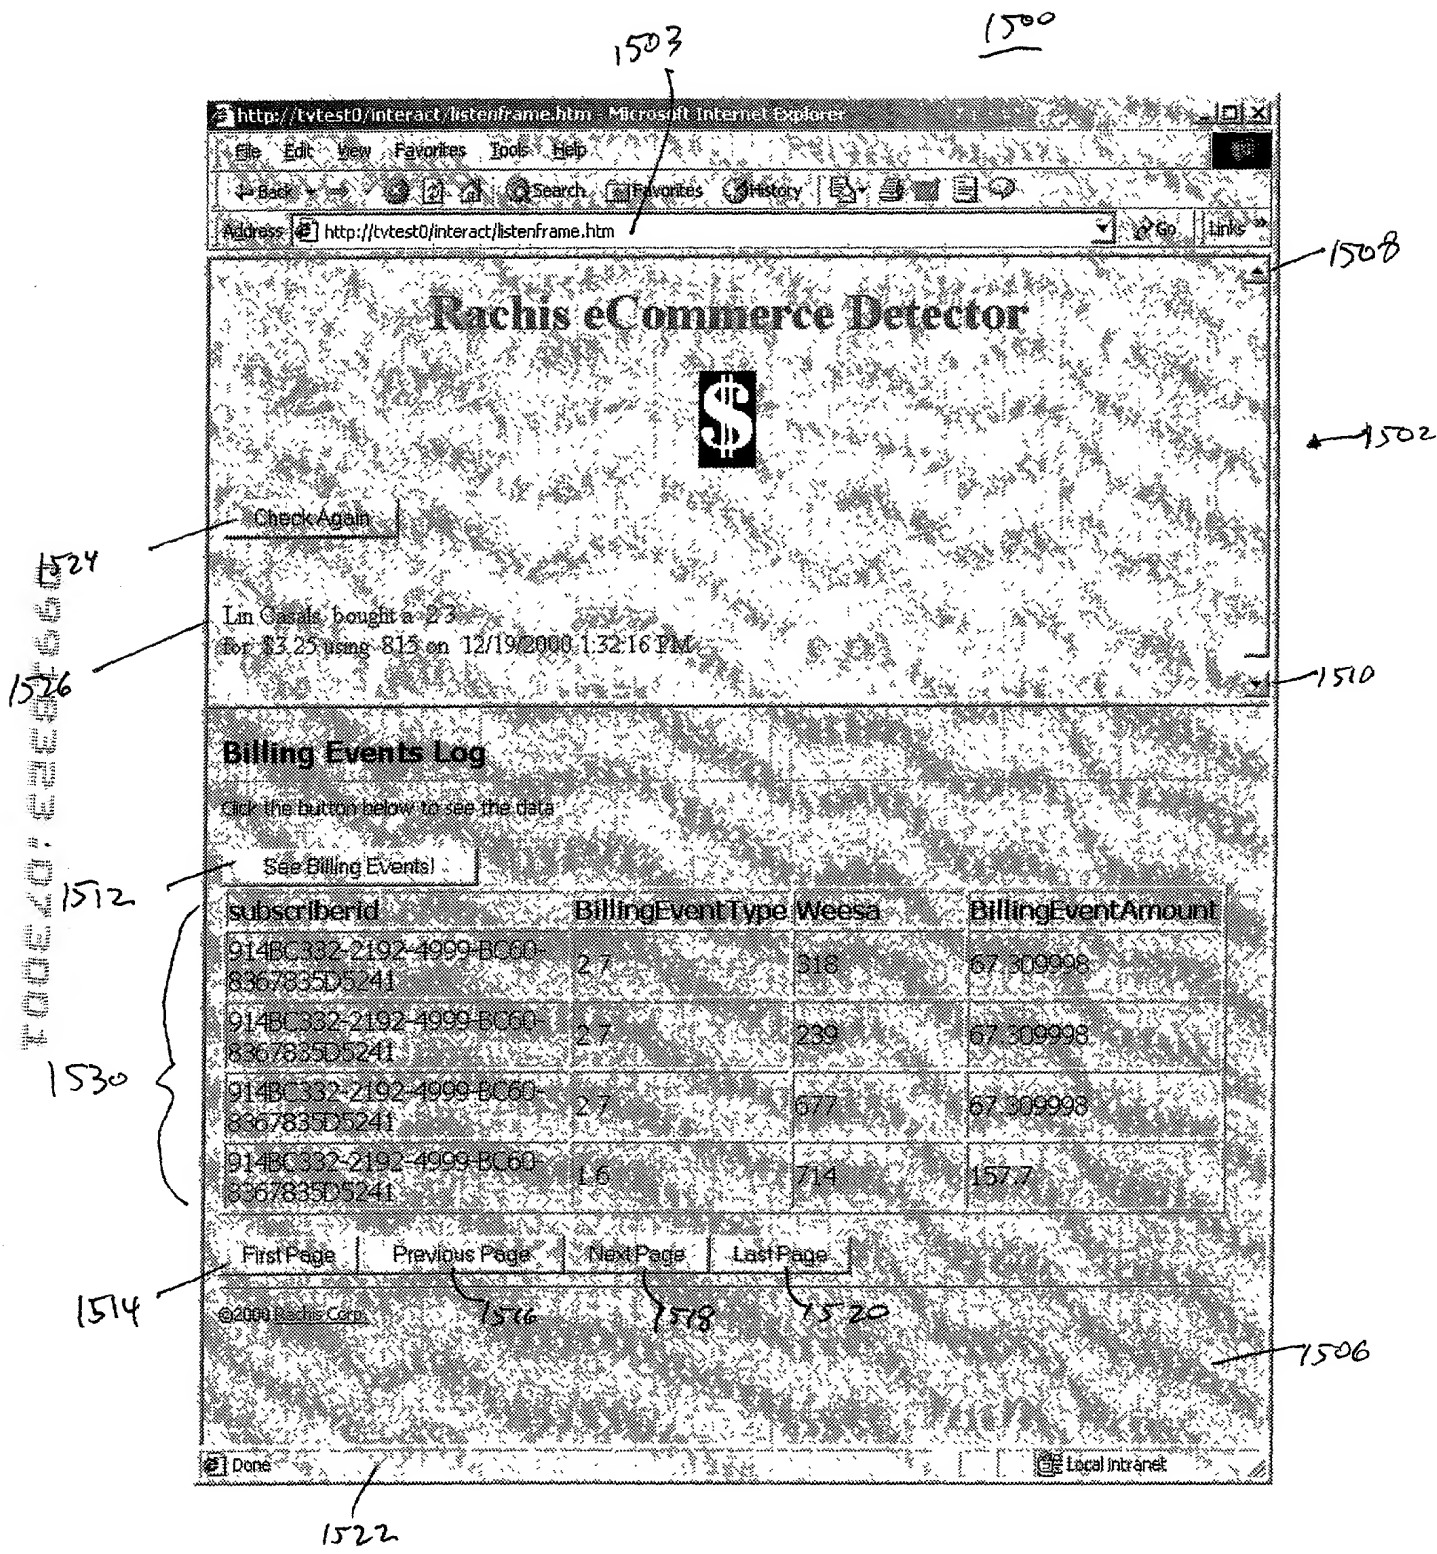 1500
1503
http://tvtest0/interact/listenframe.htm - Microsoft Internet Explorer
File Edit View Favorites Tools Help
Back Search Favorites History
Address http://tvtest0/interact/listenframe.htm Go Links »
1508
Rachis eCommerce Detector
$
1502
Check Again
1524
Lin Casals bought a 2 3
for $3.25 using 815 on 12/19/2000 1:32:16 PM
1526
1510
Billing Events Log
Click the button below to see the data
See Billing Events!
1512
subscriberid BillingEventType Weesa BillingEventAmount
914BC332-2192-4999-BC60-
8367835D5241 2.7 318 67.309998
914BC332-2192-4999-BC60-
8367835D5241 2.7 239 67.309998
914BC332-2192-4999-BC60-
8367835D5241 2.7 677 67.309998
914BC332-2192-4999-BC60-
8367835D5241 1.6 714 157.7
1530
First Page Previous Page Next Page Last Page
1514
1516
1518
1520
©2000 Rachis Corp.
1506
Done Local intranet
1522